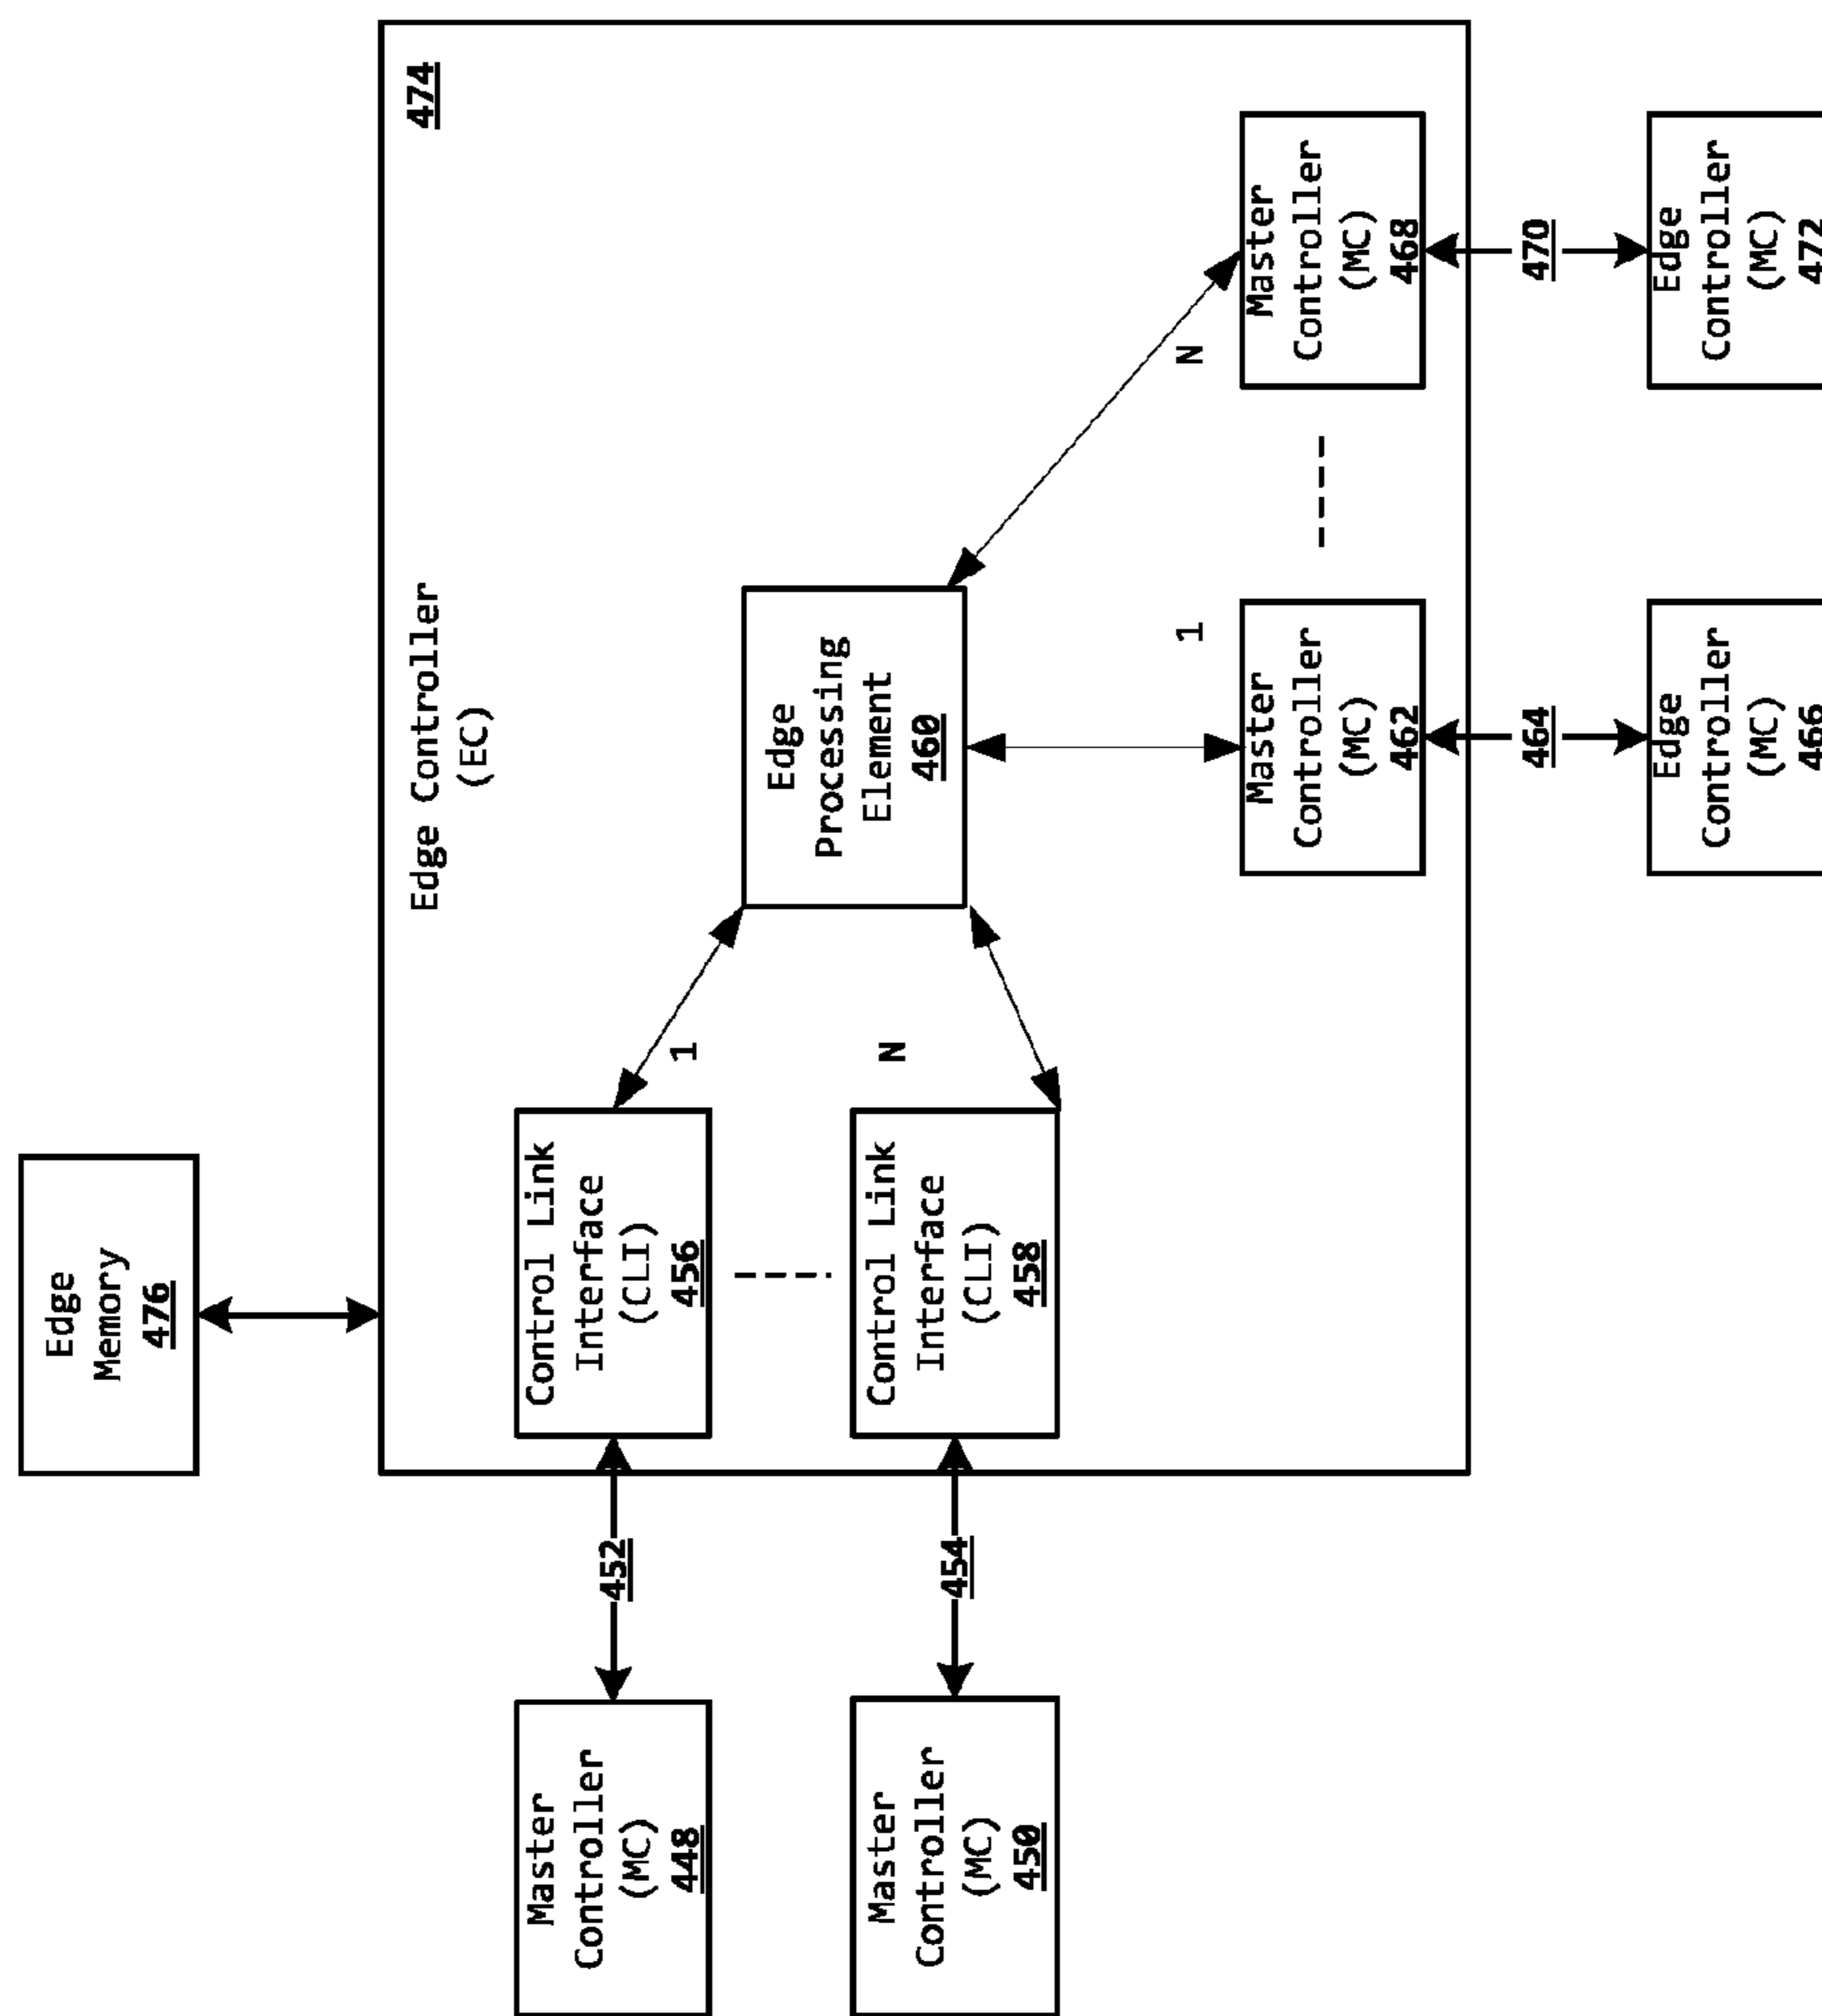 Edge
Memory
476
Edge Controller
(EC)
474
Master
Controller
(MC)
448
452
Control Link
Interface
(CLI)
456
1
Edge
Processing
Element
460
Master
Controller
(MC)
450
454
Control Link
Interface
(CLI)
458
N
1
N
Master
Controller
(MC)
462
Master
Controller
(MC)
468
464
470
Edge
Controller
(MC)
466
Edge
Controller
(MC)
472